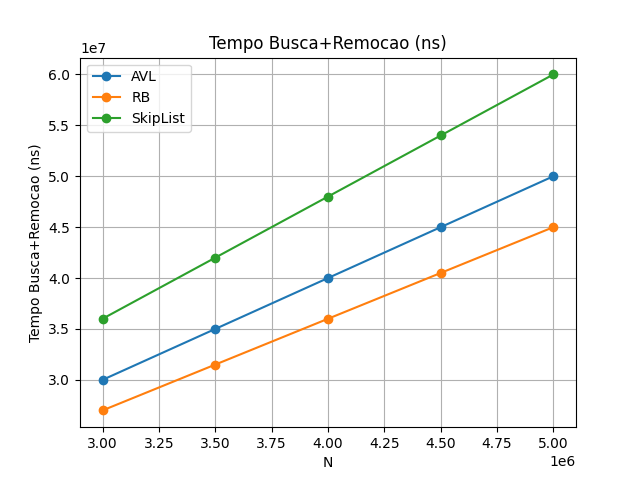 Tempo Busca+Remocao (ns)
1e7
6.0
5.5
5.0
4.5
4.0
3.5
3.0
Tempo Busca+Remocao (ns)
AVL
RB
SkipList
3.00 3.25 3.50 3.75 4.00 4.25 4.50 4.75 5.00
1e6
N